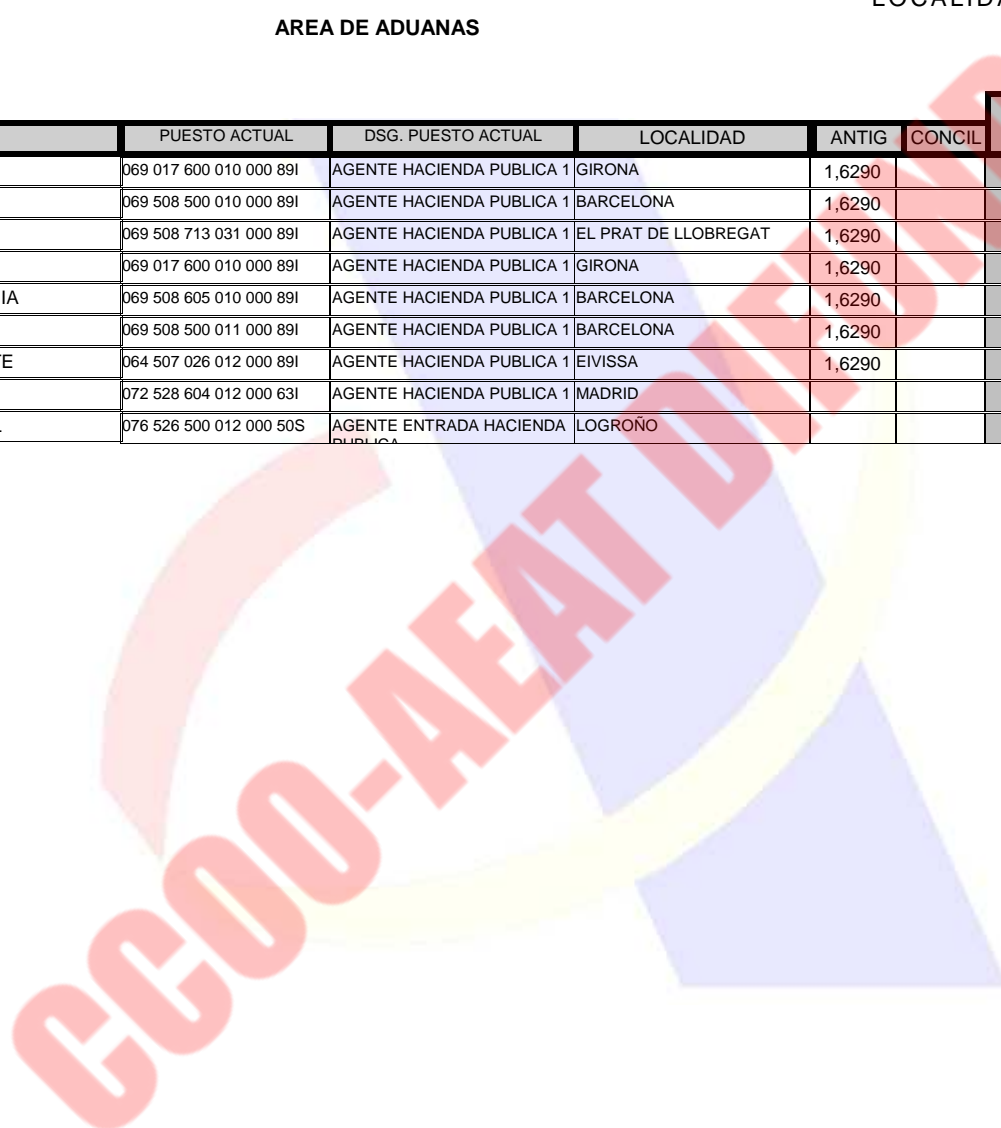 AREA DE ADUANAS
PUESTO ACTUAL DSG. PUESTO ACTUAL LOCALIDAD ANTIG CONCIL
069 017 600 010 000 89I AGENTE HACIENDA PUBLICA 1 GIRONA 1,6290
069 508 500 010 000 89I AGENTE HACIENDA PUBLICA 1 BARCELONA 1,6290
069 508 713 031 000 89I AGENTE HACIENDA PUBLICA 1 EL PRAT DE LLOBREGAT 1,6290
069 017 600 010 000 89I AGENTE HACIENDA PUBLICA 1 GIRONA 1,6290
IA 069 508 605 010 000 89I AGENTE HACIENDA PUBLICA 1 BARCELONA 1,6290
069 508 500 011 000 89I AGENTE HACIENDA PUBLICA 1 BARCELONA 1,6290
TE 064 507 026 012 000 89I AGENTE HACIENDA PUBLICA 1 EIVISSA 1,6290
072 528 604 012 000 63I AGENTE HACIENDA PUBLICA 1 MADRID
076 526 500 012 000 50S AGENTE ENTRADA HACIENDA LOGROÑO
PUBLICA
CCOO-AEAT DIFUND